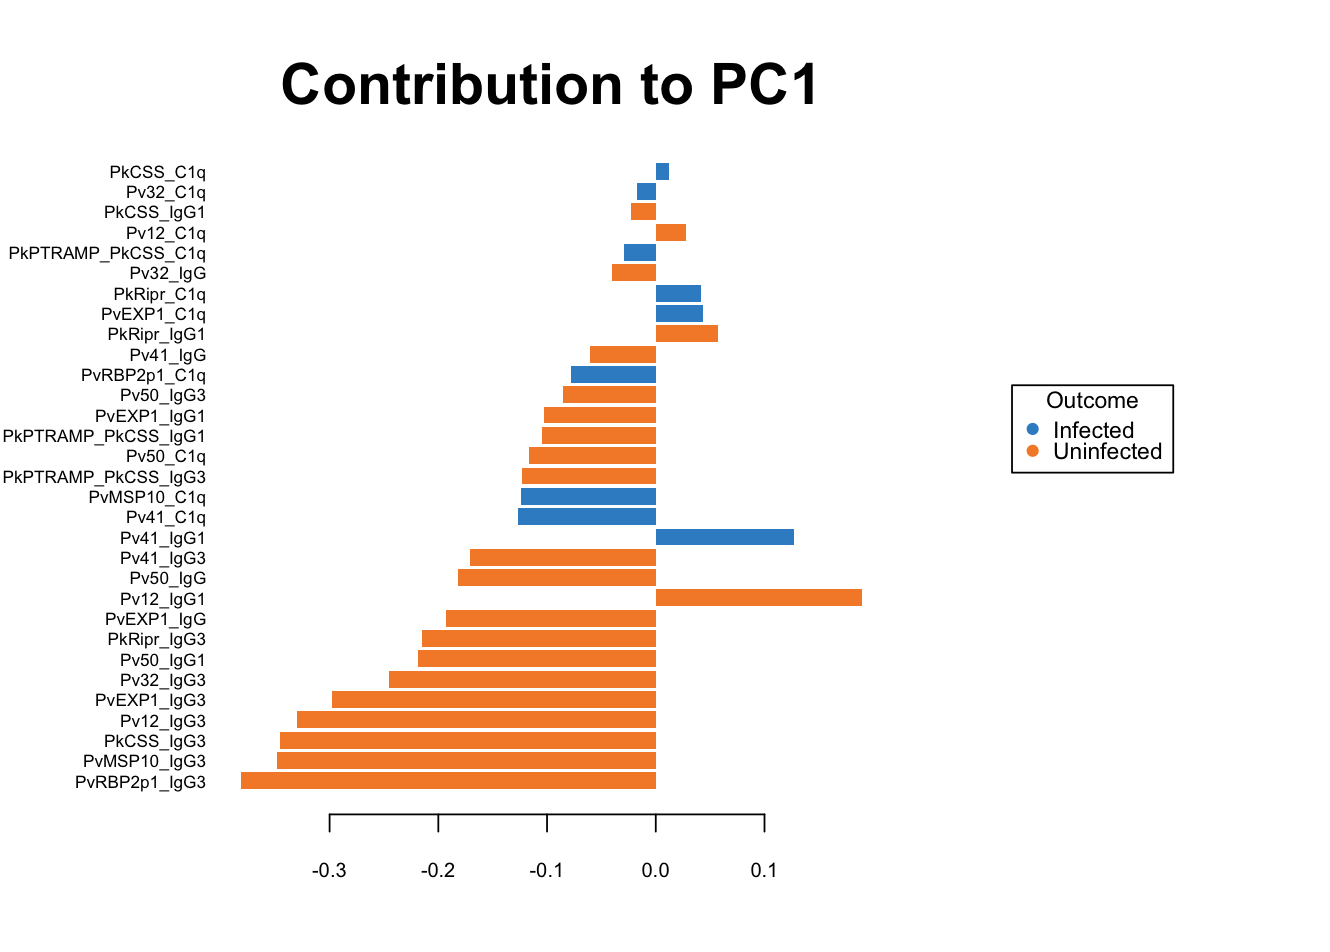 Contribution to PC1
PkCSS_C1q
Pv32_C1q
PkCSS_IgG1
Pv12_C1q
PkPTRAMP_PkCSS_C1q
Pv32_IgG
PkRipr_C1q
PvEXP1_C1q
PkRipr_IgG1
Pv41_IgG
PvRBP2p1_C1q
Pv50_IgG3
PvEXP1_IgG1
PkPTRAMP_PkCSS_IgG1
Pv50_C1q
PkPTRAMP_PkCSS_IgG3
PvMSP10_C1q
Pv41_C1q
Pv41_IgG1
Pv41_IgG3
Pv50_IgG
Pv12_IgG1
PvEXP1_IgG
PkRipr_IgG3
Pv50_IgG1
Pv32_IgG3
PvEXP1_IgG3
Pv12_IgG3
PkCSS_IgG3
PvMSP10_IgG3
PvRBP2p1_IgG3
-0.3 -0.2 -0.1 0.0 0.1
Outcome
Infected
Uninfected